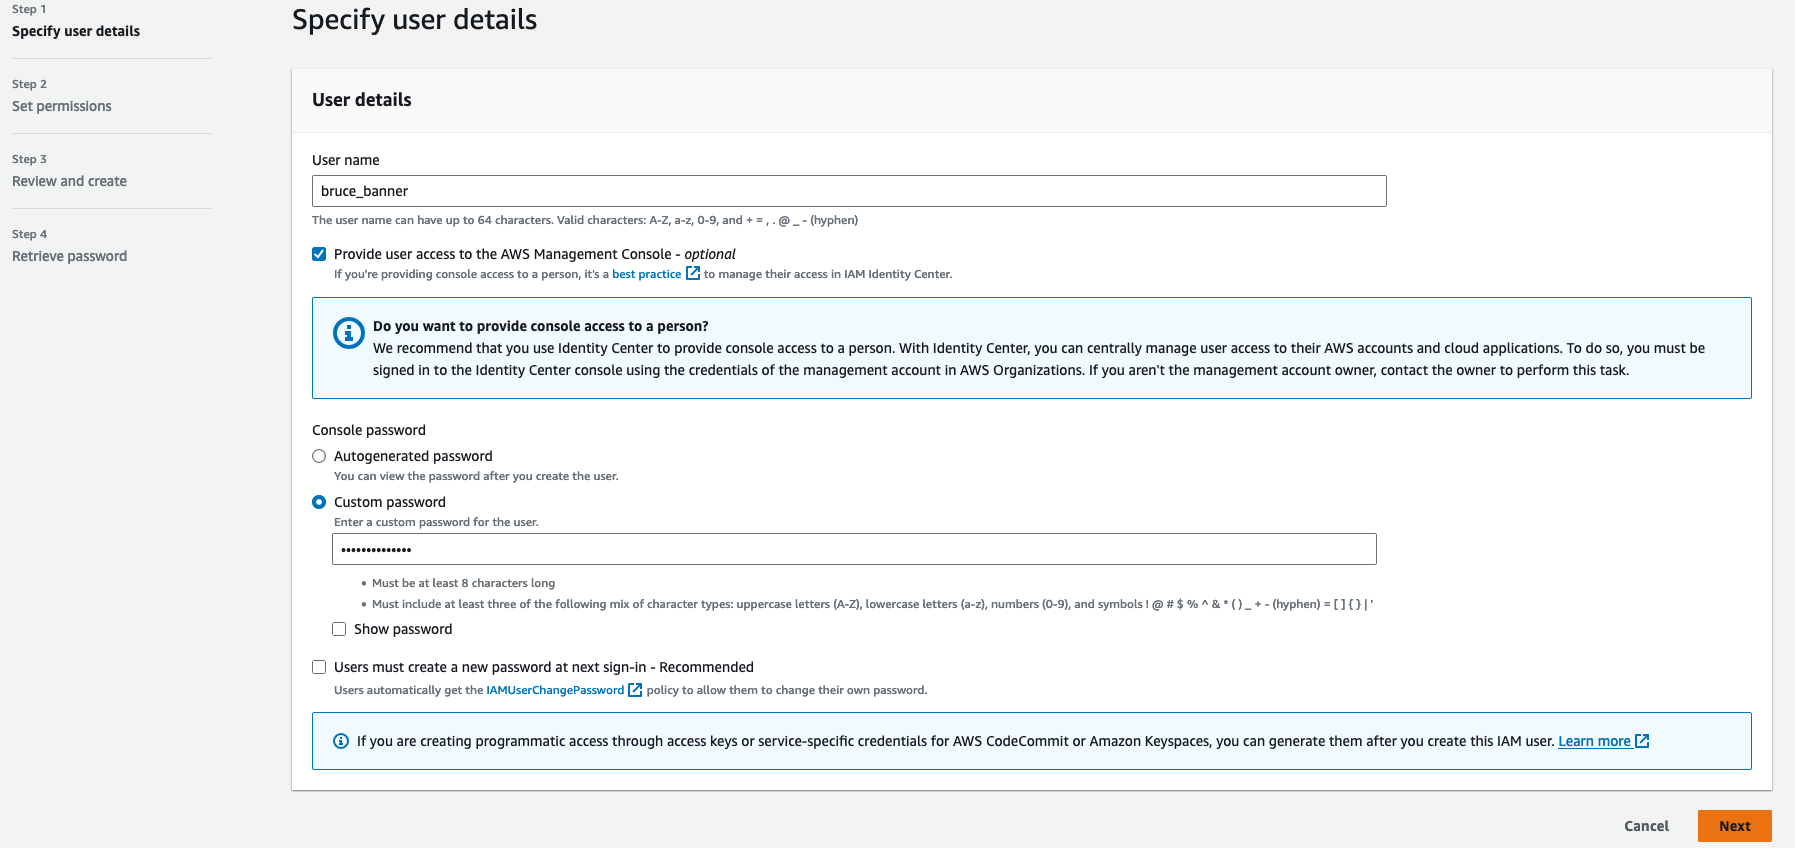 Step 1
Specify user details
Step 2
Set permissions
Step 3
Review and create
Step 4
Retrieve password
Specify user details
User details
User name
bruce_banner
The user name can have up to 64 characters. Valid characters: A-Z, a-z, 0-9, and + = , . @ _ - (hyphen)
Provide user access to the AWS Management Console - optional
If you're providing console access to a person, it's a best practice to manage their access in IAM Identity Center.
Do you want to provide console access to a person?
We recommend that you use Identity Center to provide console access to a person. With Identity Center, you can centrally manage user access to their AWS accounts and cloud applications. To do so, you must be
signed in to the Identity Center console using the credentials of the management account in AWS Organizations. If you aren't the management account owner, contact the owner to perform this task.
Console password
Autogenerated password
You can view the password after you create the user.
Custom password
Enter a custom password for the user.
••••••••••••••
• Must be at least 8 characters long
• Must include at least three of the following mix of character types: uppercase letters (A-Z), lowercase letters (a-z), numbers (0-9), and symbols ! @ # $ % ^ & * ( ) _ + - (hyphen) = [ ] { } | '
Show password
Users must create a new password at next sign-in - Recommended
Users automatically get the IAMUserChangePassword policy to allow them to change their own password.
If you are creating programmatic access through access keys or service-specific credentials for AWS CodeCommit or Amazon Keyspaces, you can generate them after you create this IAM user. Learn more
Cancel
Next